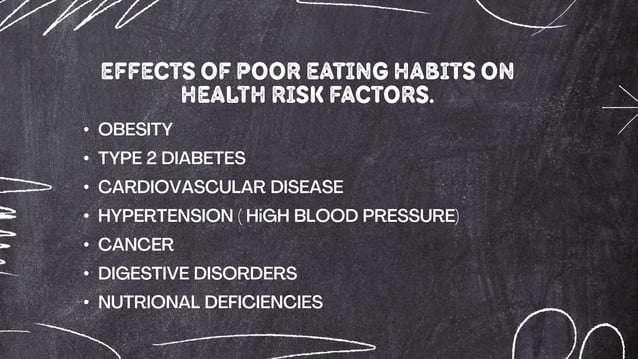 EFFECTS OF POOR EATING HABITS ON
HEALTH RISK FACTORS.
• OBESITY
• TYPE 2 DIABETES
• CARDIOVASCULAR DISEASE
• HYPERTENSION ( HiGH BLOOD PRESSURE)
• CANCER
• DIGESTIVE DISORDERS
• NUTRIONAL DEFICIENCIES